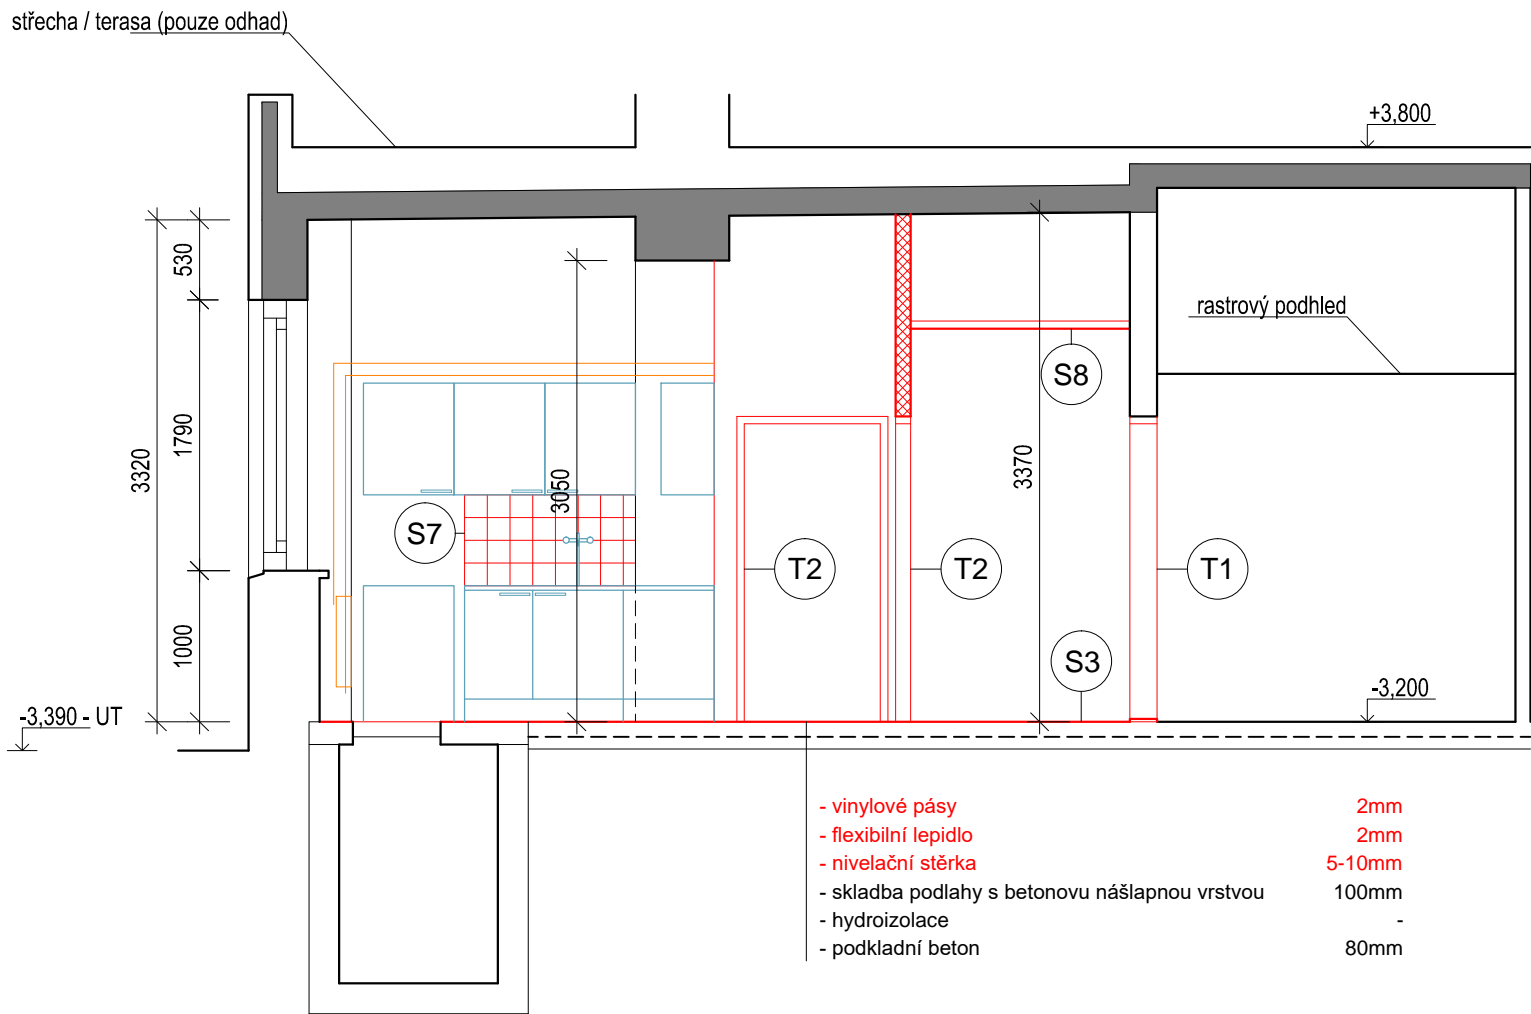 střecha / terasa (pouze odhad)
+3,800
530
rastrový podhled
S8
1790
3320
3050
3370
S7
T2
T2
T1
1000
S3
-3,390 - UT
-3,200
- vinylové pásy 2mm
- flexibilní lepidlo 2mm
- nivelační stěrka 5-10mm
- skladba podlahy s betonovu nášlapnou vrstvou 100mm
- hydroizolace -
- podkladní beton 80mm